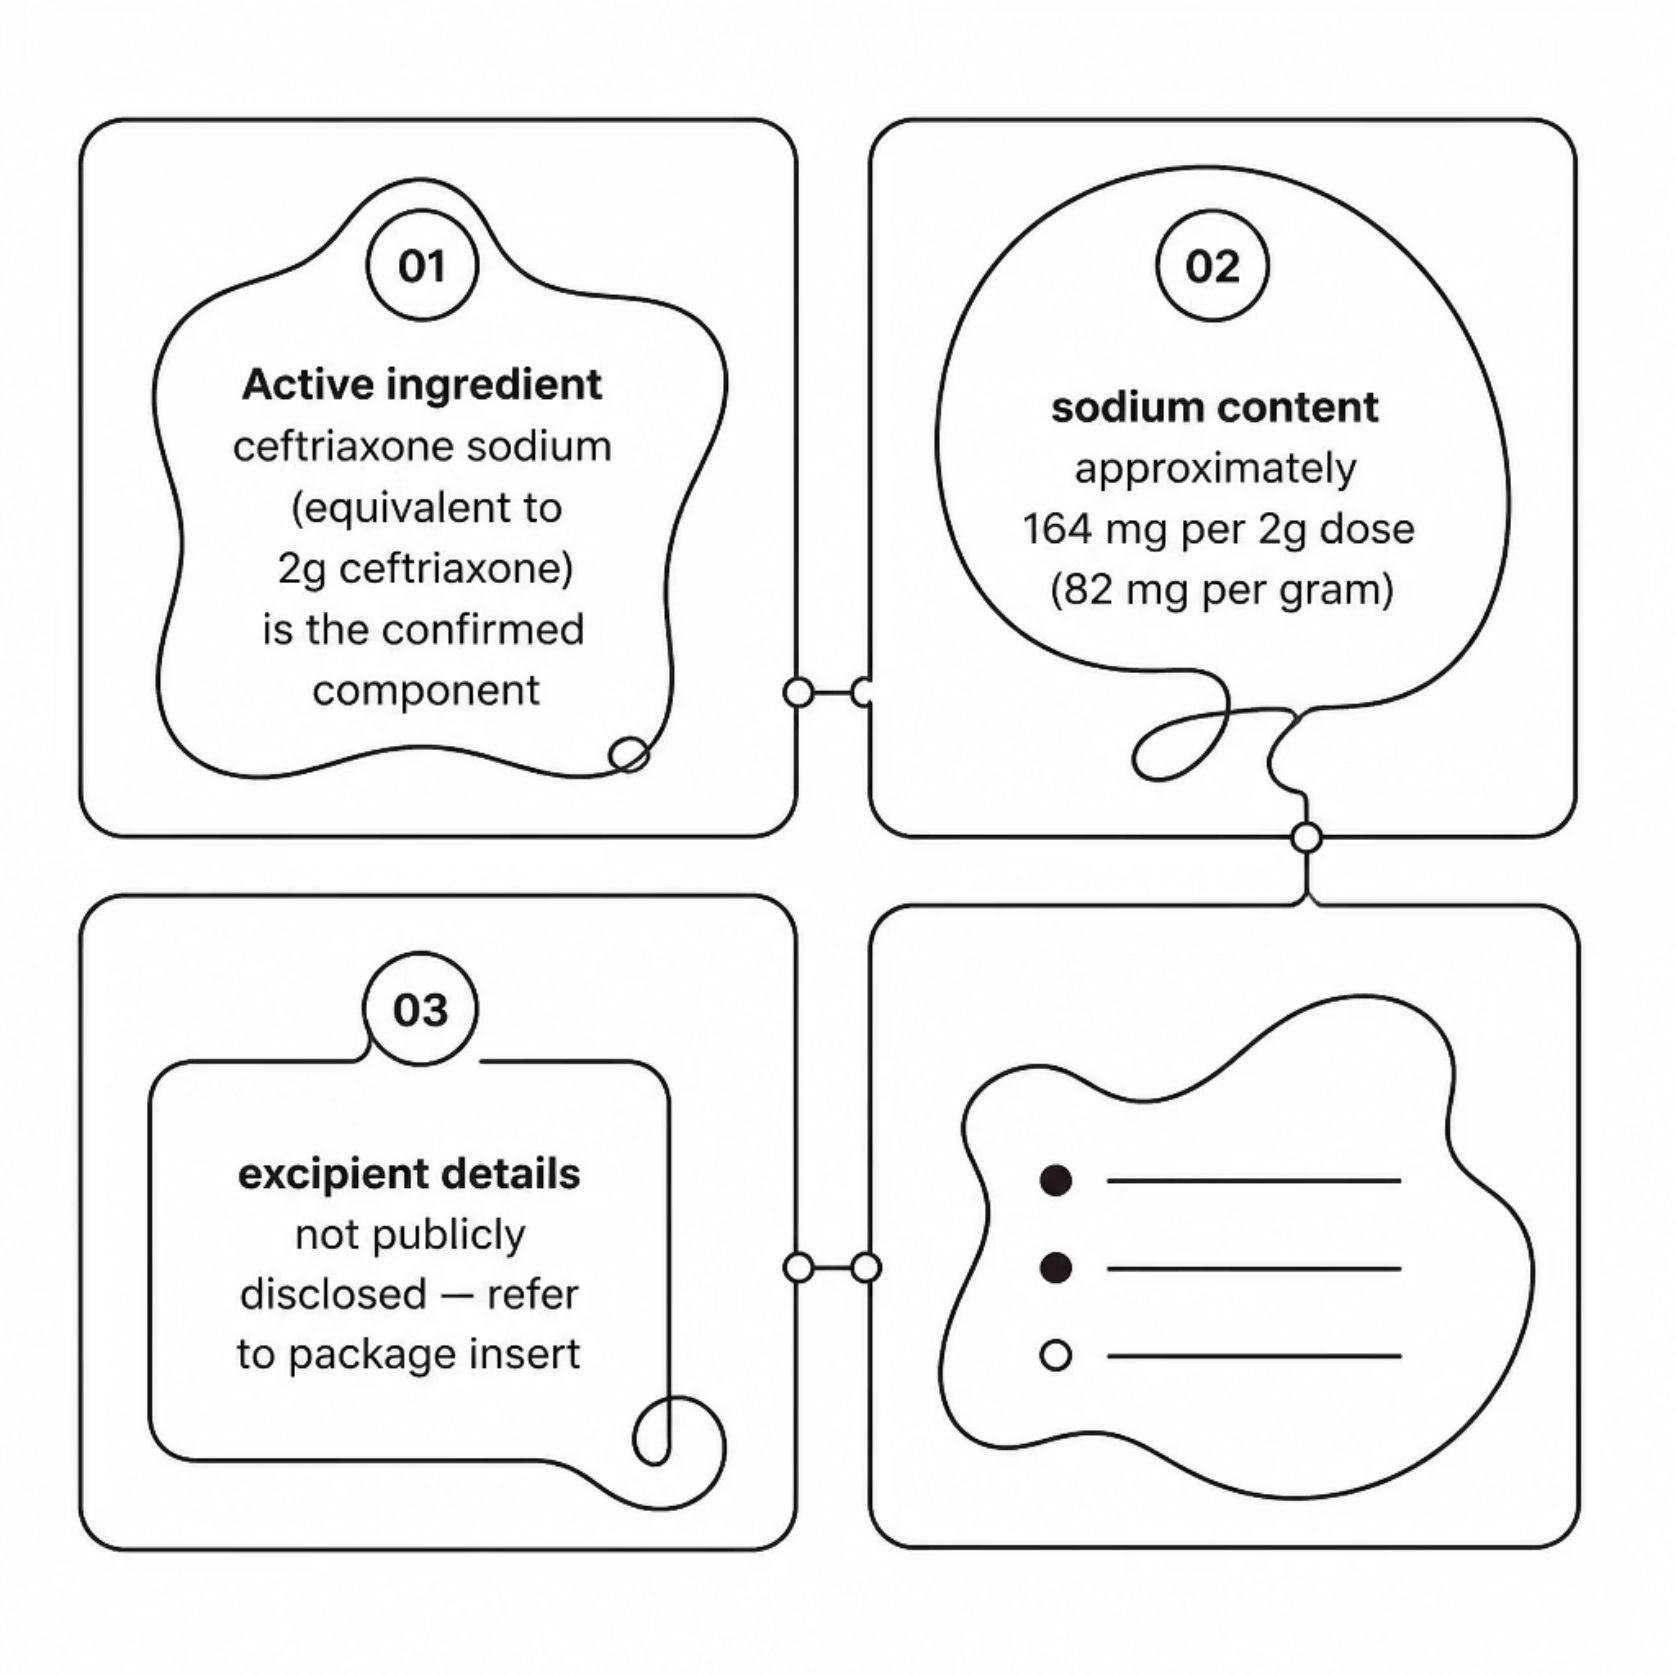 01
Active ingredient
ceftriaxone sodium
(equivalent to
2g ceftriaxone)
is the confirmed
component
02
sodium content
approximately
164 mg per 2g dose
(82 mg per gram)
03
excipient details
not publicly
disclosed — refer
to package insert